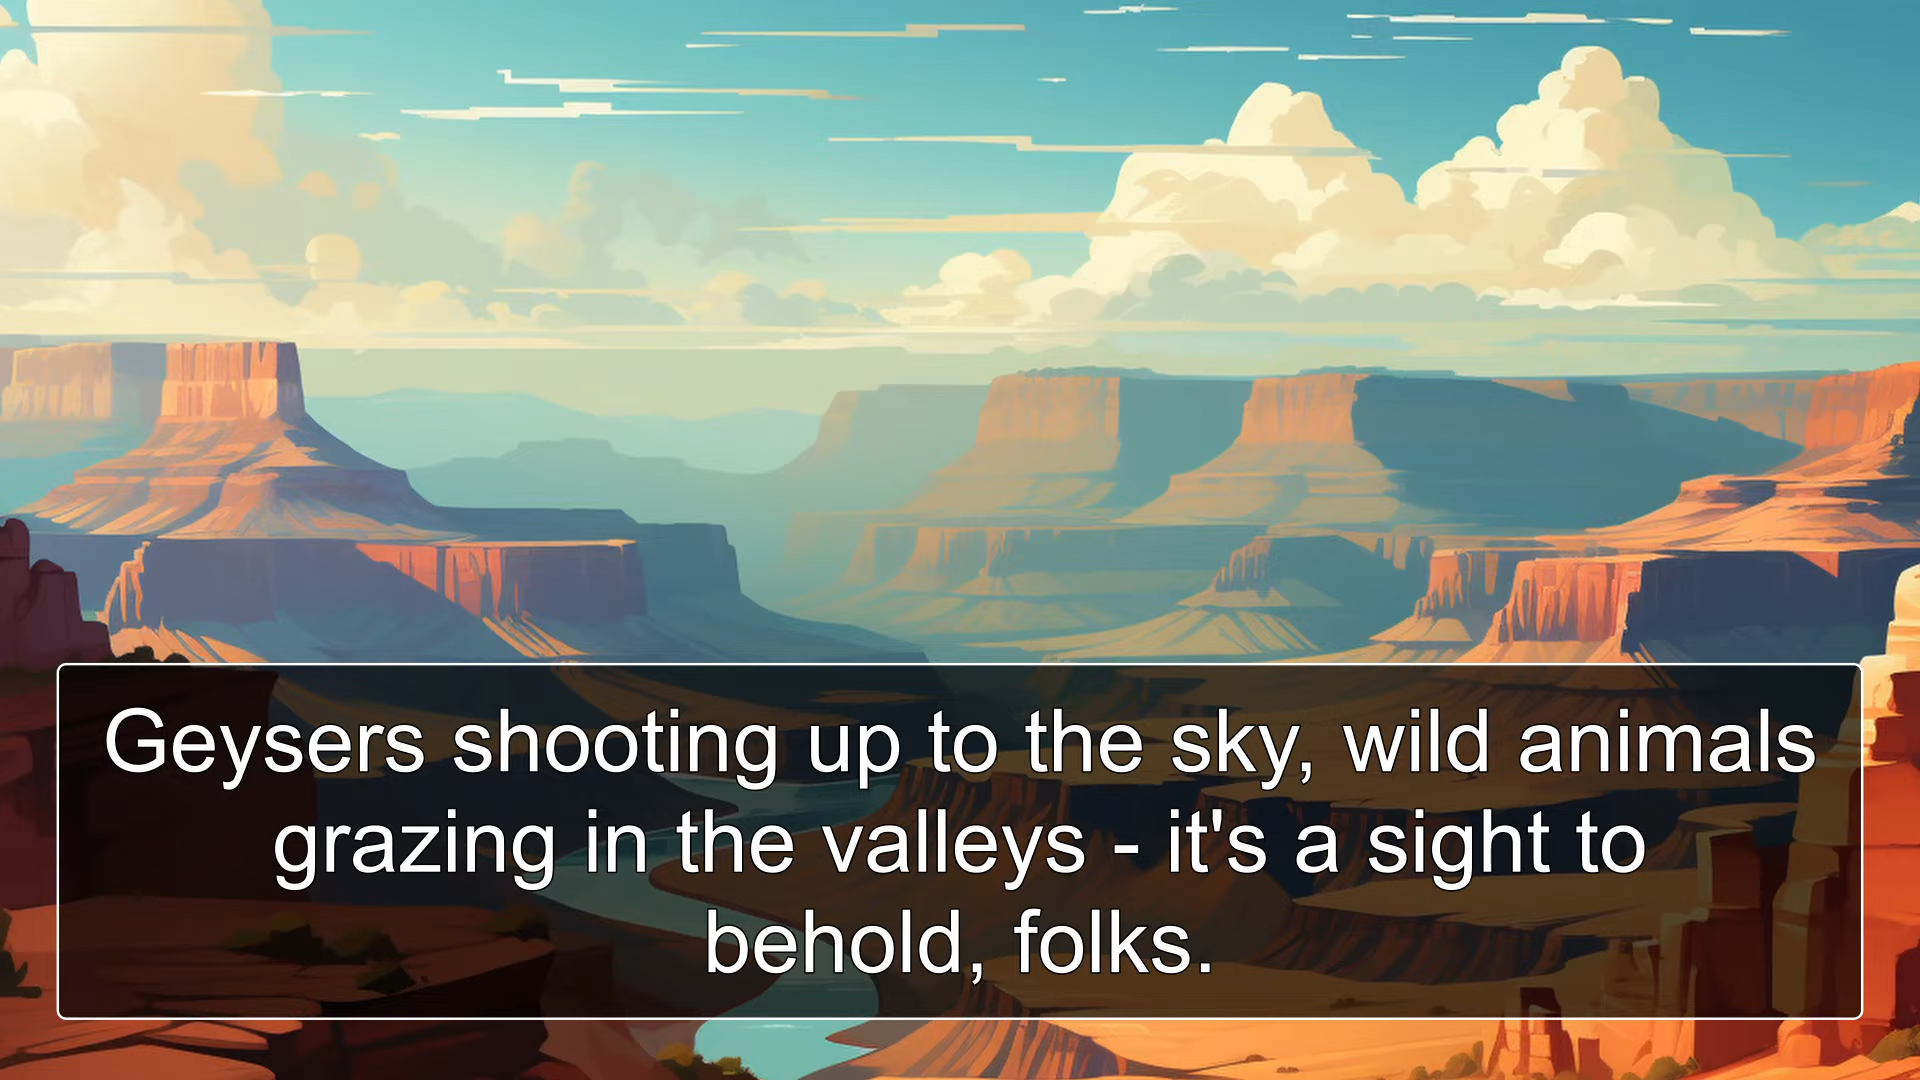 Geysers shooting up to the sky, wild animals
grazing in the valleys - it's a sight to
behold, folks.